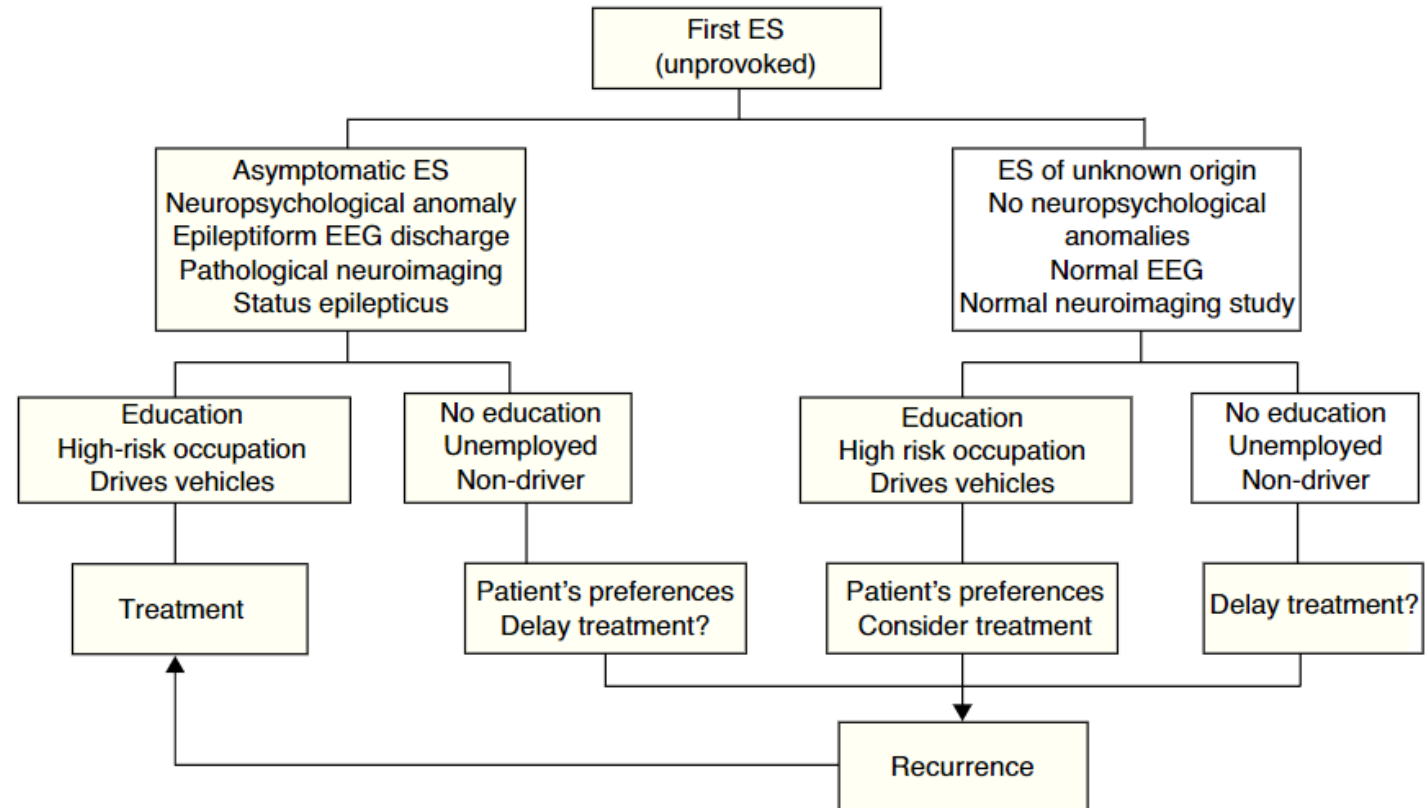 First ES
(unprovoked)
Asymptomatic ES
Neuropsychological anomaly
Epileptiform EEG discharge
Pathological neuroimaging
Status epilepticus
ES of unknown origin
No neuropsychological
anomalies
Normal EEG
Normal neuroimaging study
Education
High-risk occupation
Drives vehicles
No education
Unemployed
Non-driver
Education
High risk occupation
Drives vehicles
No education
Unemployed
Non-driver
Treatment
Patient’s preferences
Delay treatment?
Patient’s preferences
Consider treatment
Delay treatment?
Recurrence